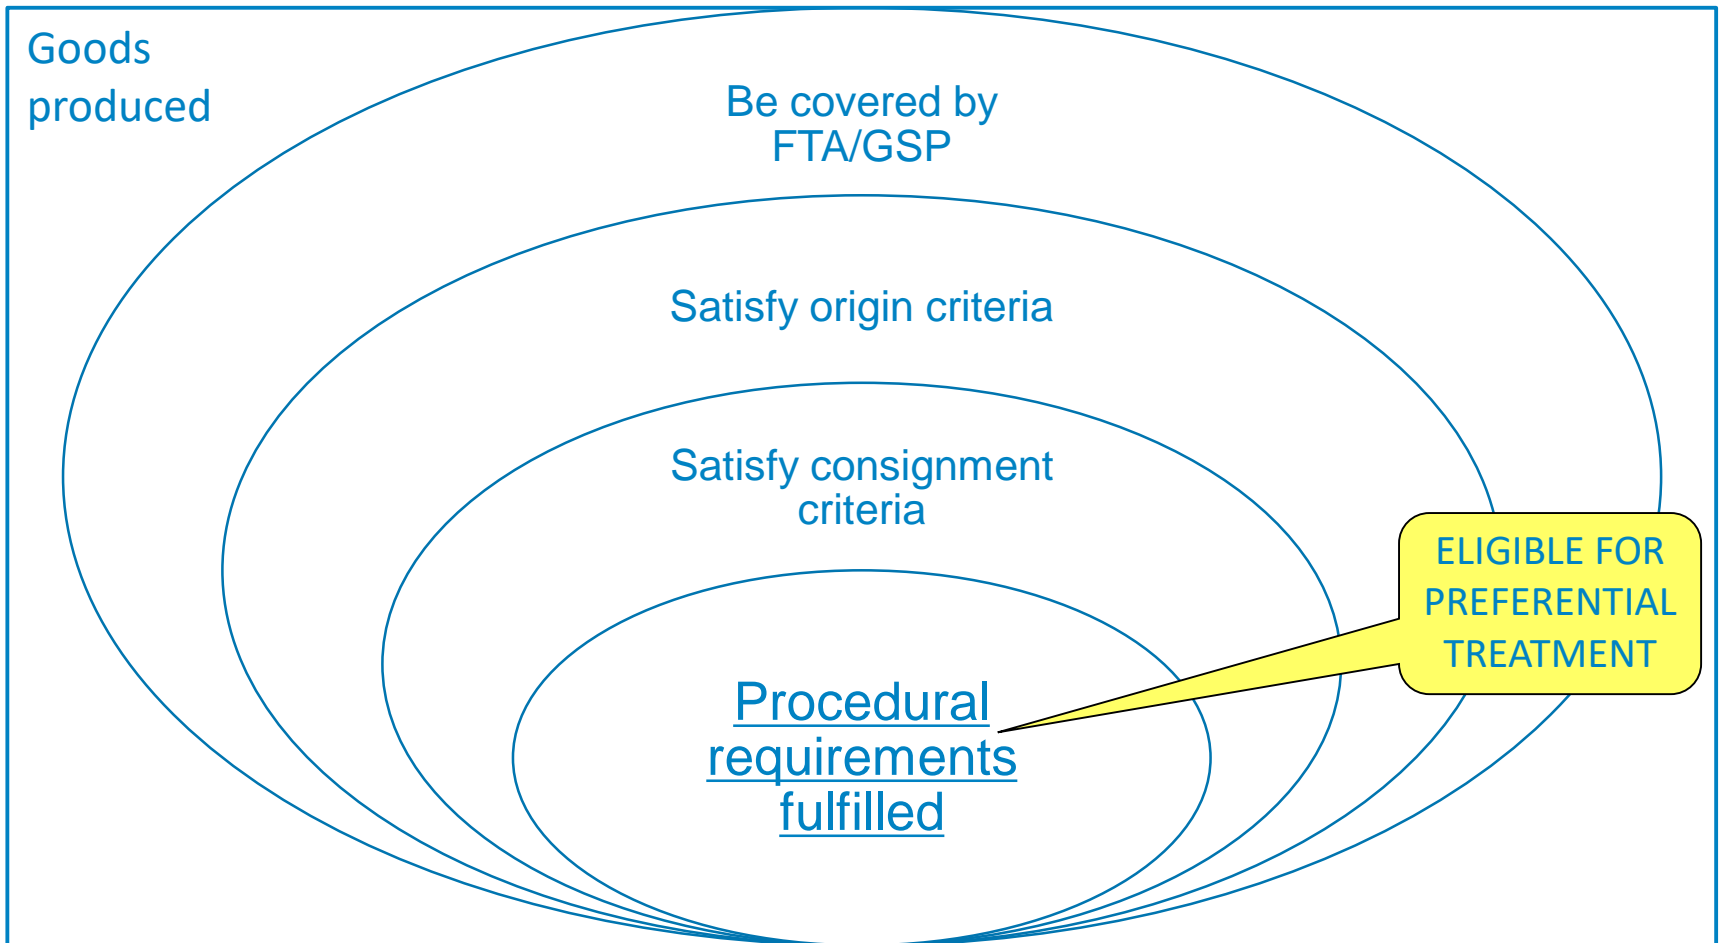 Goods
produced
Be covered by
FTA/GSP
Satisfy origin criteria
Satisfy consignment
criteria
ELIGIBLE FOR
PREFERENTIAL
TREATMENT
Procedural
requirements
fulfilled